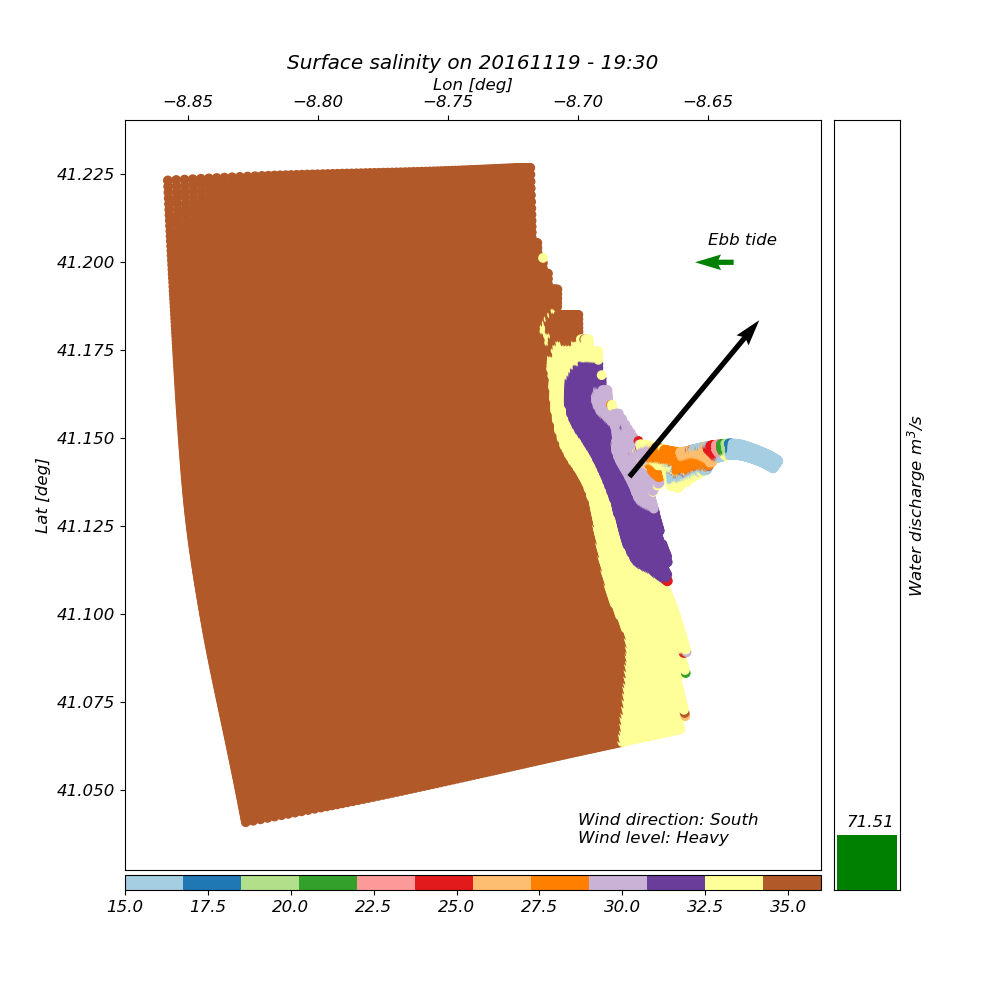 Surface salinity on 20161119 - 19:30
Lon [deg]
−8.85 −8.80 −8.75 −8.70 −8.65
41.225
41.200
41.175
41.150
41.125
41.100
41.075
41.050
Lat [deg]
Ebb tide
Wind direction: South
Wind level: Heavy
15.0 17.5 20.0 22.5 25.0 27.5 30.0 32.5 35.0
71.51
Water discharge m³/s